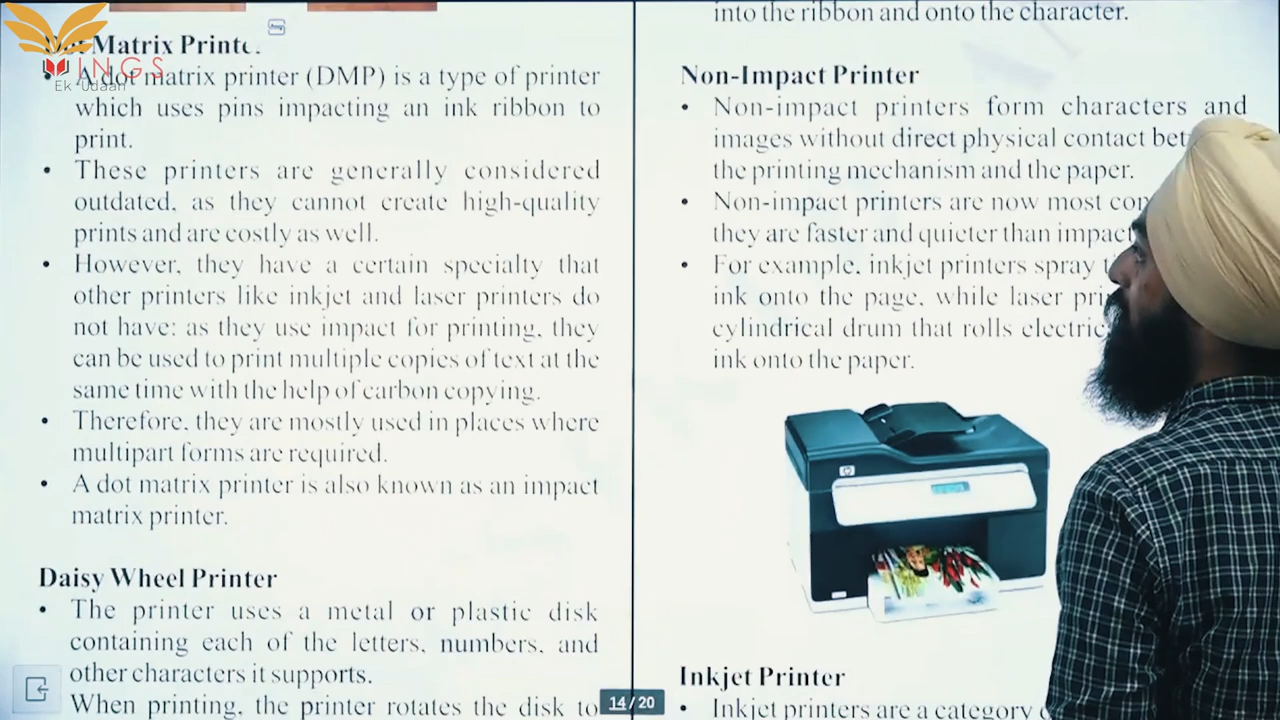 Dot Matrix Printe
WINGS
Ek Udaan
A dot matrix printer (DMP) is a type of printer
which uses pins impacting an ink ribbon to
print.
These printers are generally considered
outdated, as they cannot create high-quality
prints and are costly as well.
However, they have a certain specialty that
other printers like inkjet and laser printers do
not have: as they use impact for printing, they
can be used to print multiple copies of text at the
same time with the help of carbon copying.
Therefore, they are mostly used in places where
multipart forms are required.
A dot matrix printer is also known as an impact
matrix printer.
Daisy Wheel Printer
The printer uses a metal or plastic disk
containing each of the letters, numbers, and
other characters it supports.
When printing, the printer rotates the disk to
14 / 20
into the ribbon and onto the character.
Non-Impact Printer
Non-impact printers form characters and
images without direct physical contact bet
the printing mechanism and the paper.
Non-impact printers are now most
they are faster and quieter than impact
For example, inkjet printers spray
ink onto the page, while laser
cylindrical drum that rolls
ink onto the paper.
hp
Inkjet Printer
Inkjet printers are a category